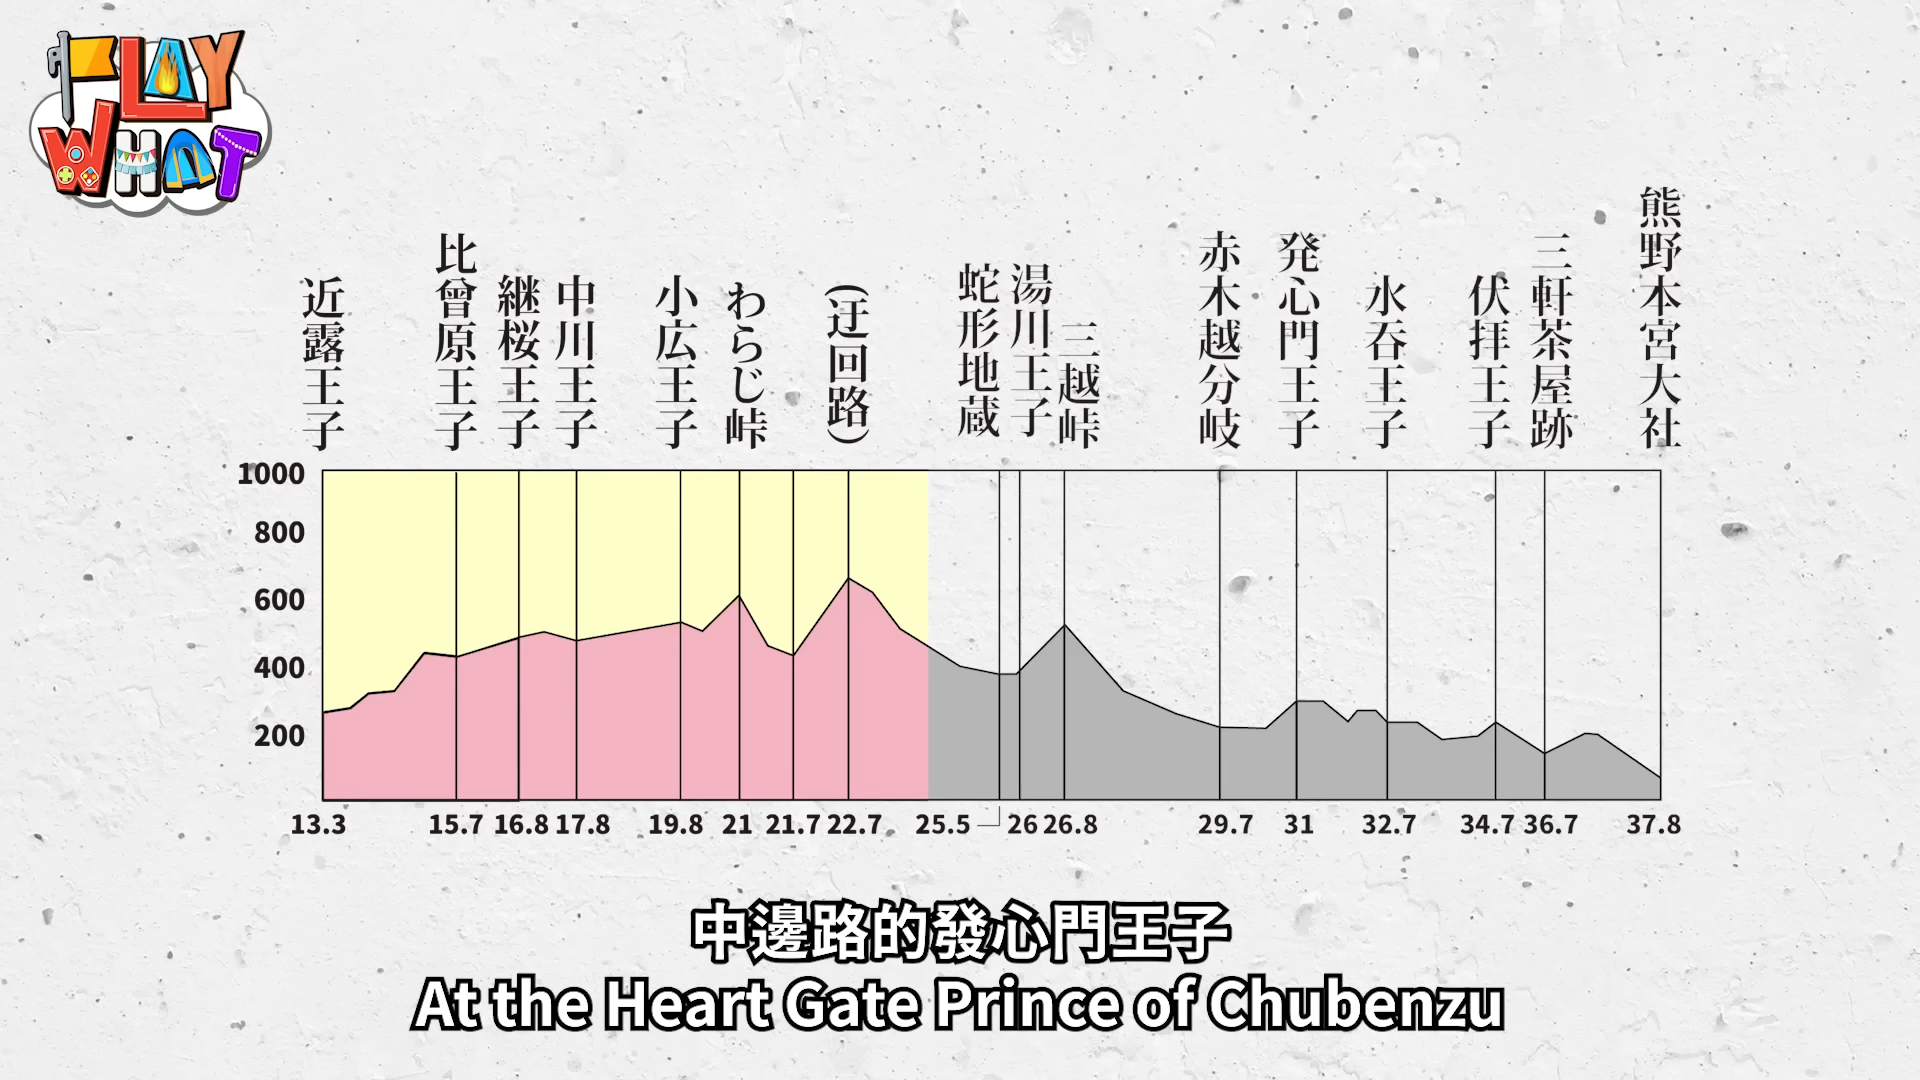 PLAY
WHAT
近露王子
比曽原王子
継桜王子
中川王子
小広王子
わらじ峠
(迂回路)
蛇形地蔵
湯川王子
三越峠
赤木越分岐
発心門王子
水呑王子
伏拝王子
三軒茶屋跡
熊野本宮大社
1000
800
600
400
200
13.3 15.7 16.8 17.8 19.8 21 21.7 22.7 25.5 26 26.8 29.7 31 32.7 34.7 36.7 37.8
中邊路的發心門王子
At the Heart Gate Prince of Chubenzu